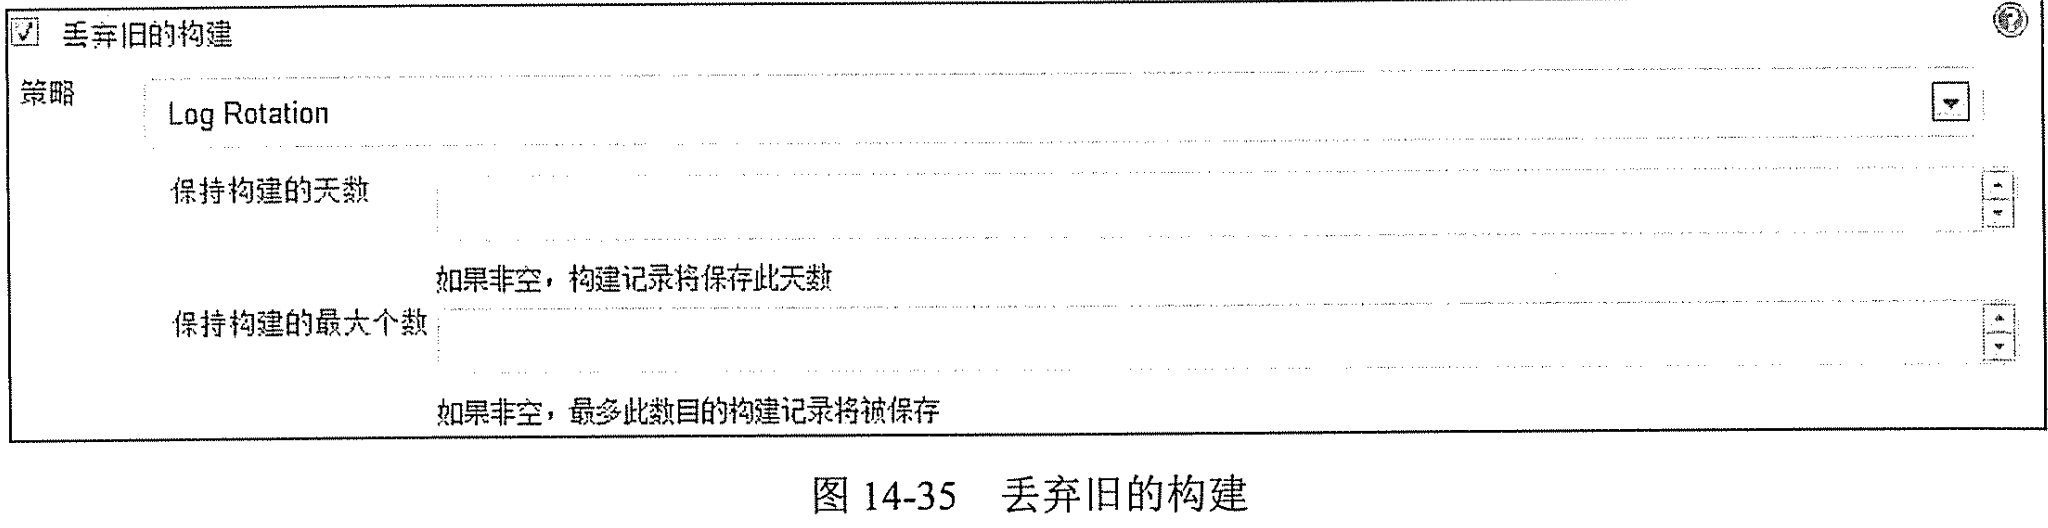 丢弃旧的构建
策略
Log Rotation
保持构建的天数
如果非空，构建记录将保存此天数
保持构建的最大个数
如果非空，最多此数目的构建记录将被保存
图 14-35 丢弃旧的构建